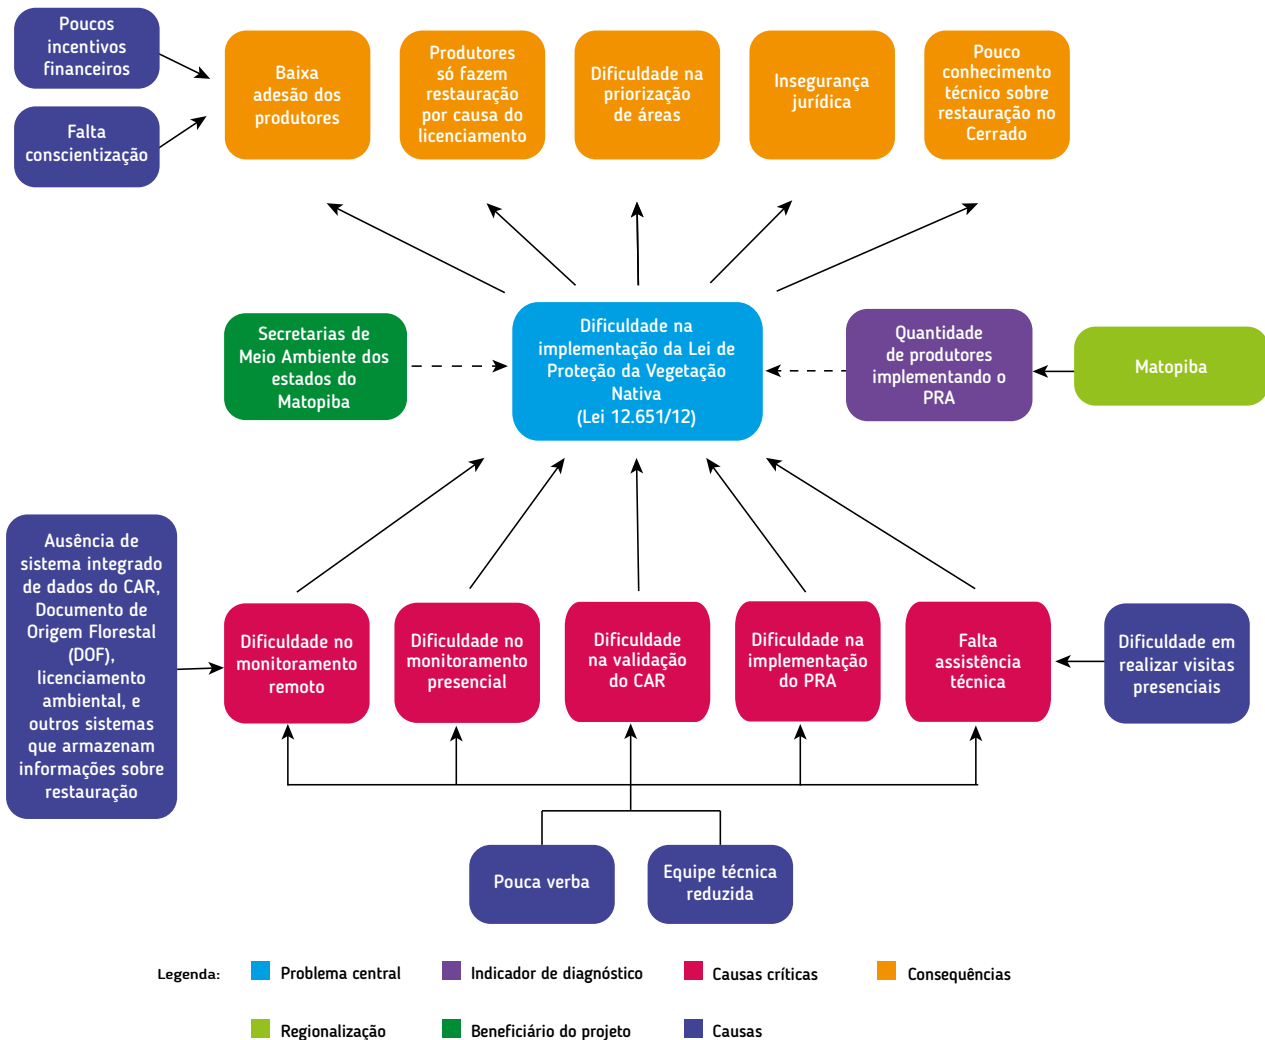 Poucos
incentivos
financeiros
Falta
conscientização
Baixa
adesão dos
produtores
Produtores
só fazem
restauração
por causa do
licenciamento
Dificuldade na
priorização
de áreas
Insegurança
jurídica
Pouco
conhecimento
técnico sobre
restauração no
Cerrado
Secretarias de
Meio Ambiente dos
estados do
Matopiba
Dificuldade na
implementação da Lei de
Proteção da Vegetação
Nativa
(Lei 12.651/12)
Quantidade
de produtores
implementando o
PRA
Matopiba
Ausência de
sistema integrado
de dados do CAR,
Documento de
Origem Florestal
(DOF),
licenciamento
ambiental, e
outros sistemas
que armazenam
informações sobre
restauração
Dificuldade no
monitoramento
remoto
Dificuldade no
monitoramento
presencial
Dificuldade
na validação
do CAR
Dificuldade na
implementação
do PRA
Falta
assistência
técnica
Dificuldade em
realizar visitas
presenciais
Pouca verba
Equipe técnica
reduzida
Legenda:
Problema central
Indicador de diagnóstico
Causas críticas
Consequências
Regionalização
Beneficiário do projeto
Causas